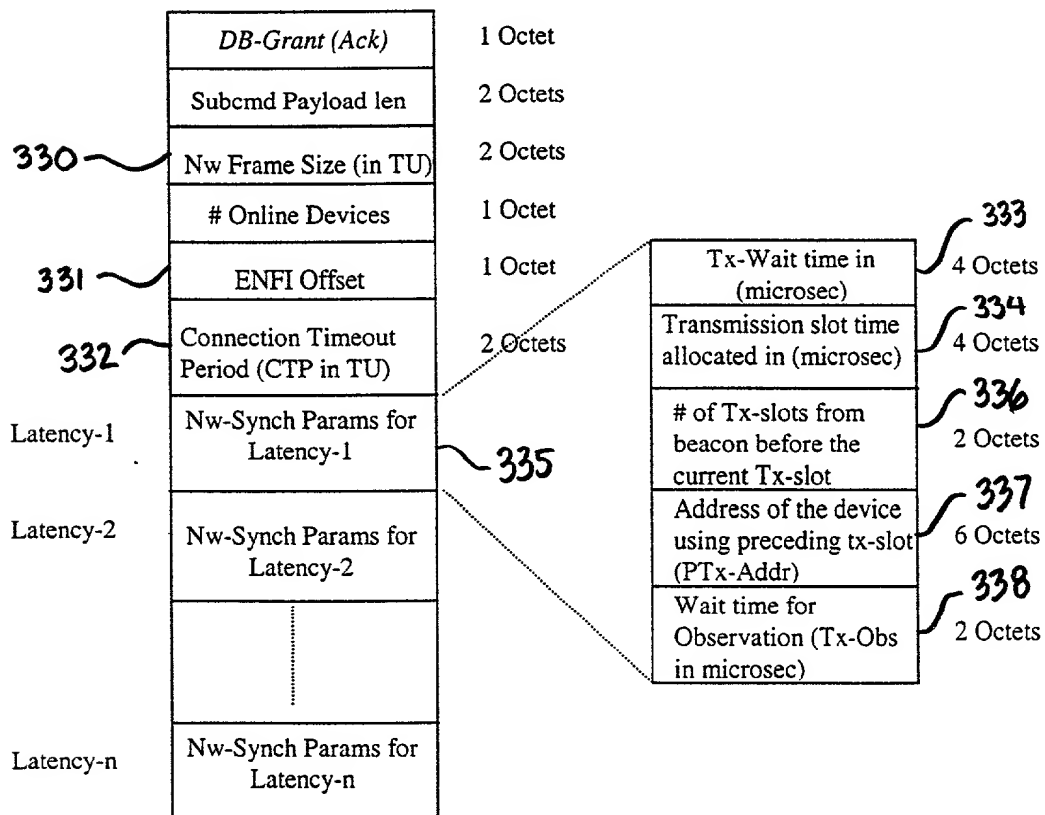 DB-Grant (Ack) 1 Octet
Subcmd Payload len 2 Octets
330 Nw Frame Size (in TU) 2 Octets
# Online Devices 1 Octet
331 ENFI Offset 1 Octet
332 Connection Timeout
Period (CTP in TU) 2 Octets
Latency-1 Nw-Synch Params for
Latency-1 335
Latency-2 Nw-Synch Params for
Latency-2
Latency-n Nw-Synch Params for
Latency-n
333
Tx-Wait time in
(microsec) 4 Octets
334
Transmission slot time
allocated in (microsec) 4 Octets
336
# of Tx-slots from
beacon before the 2 Octets
current Tx-slot
337
Address of the device
using preceding tx-slot 6 Octets
(PTx-Addr)
338
Wait time for
Observation (Tx-Obs 2 Octets
in microsec)